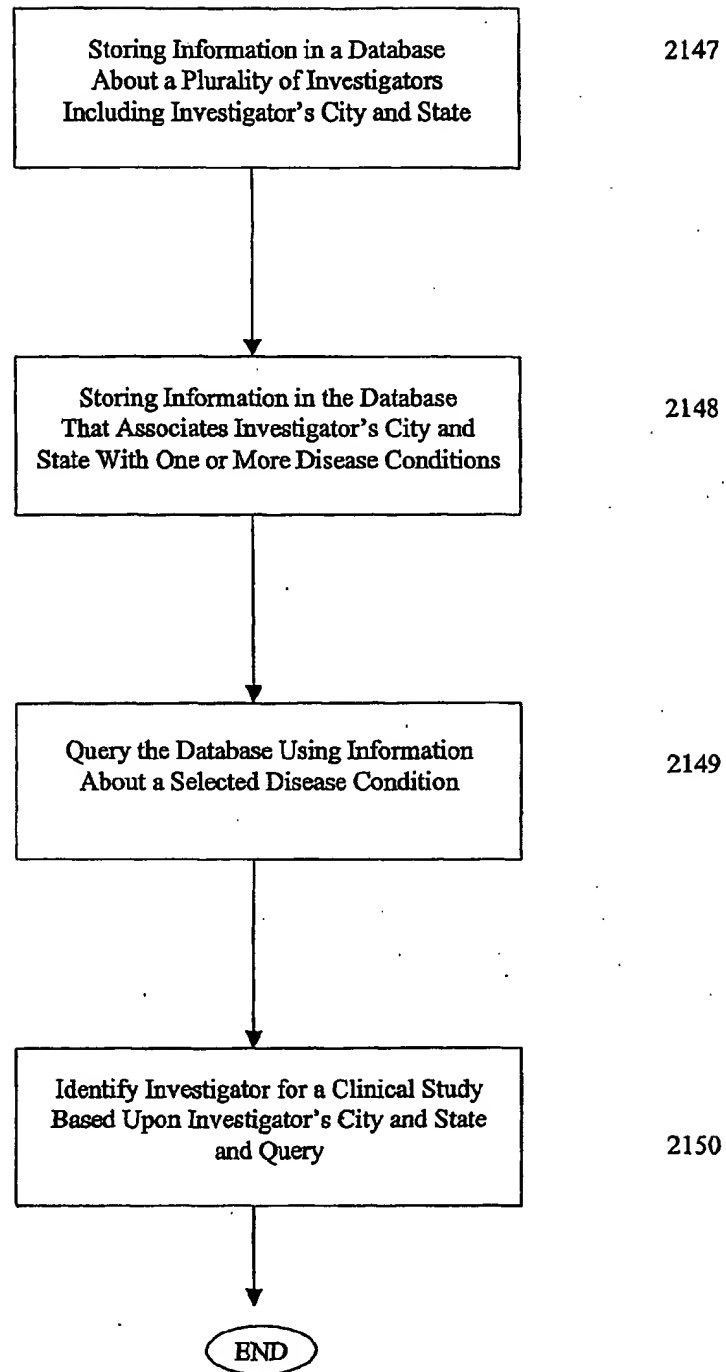 Storing Information in a Database
About a Plurality of Investigators
Including Investigator's City and State
2147
Storing Information in the Database
That Associates Investigator's City and
State With One or More Disease Conditions
2148
Query the Database Using Information
About a Selected Disease Condition
2149
Identify Investigator for a Clinical Study
Based Upon Investigator's City and State
and Query
2150
END